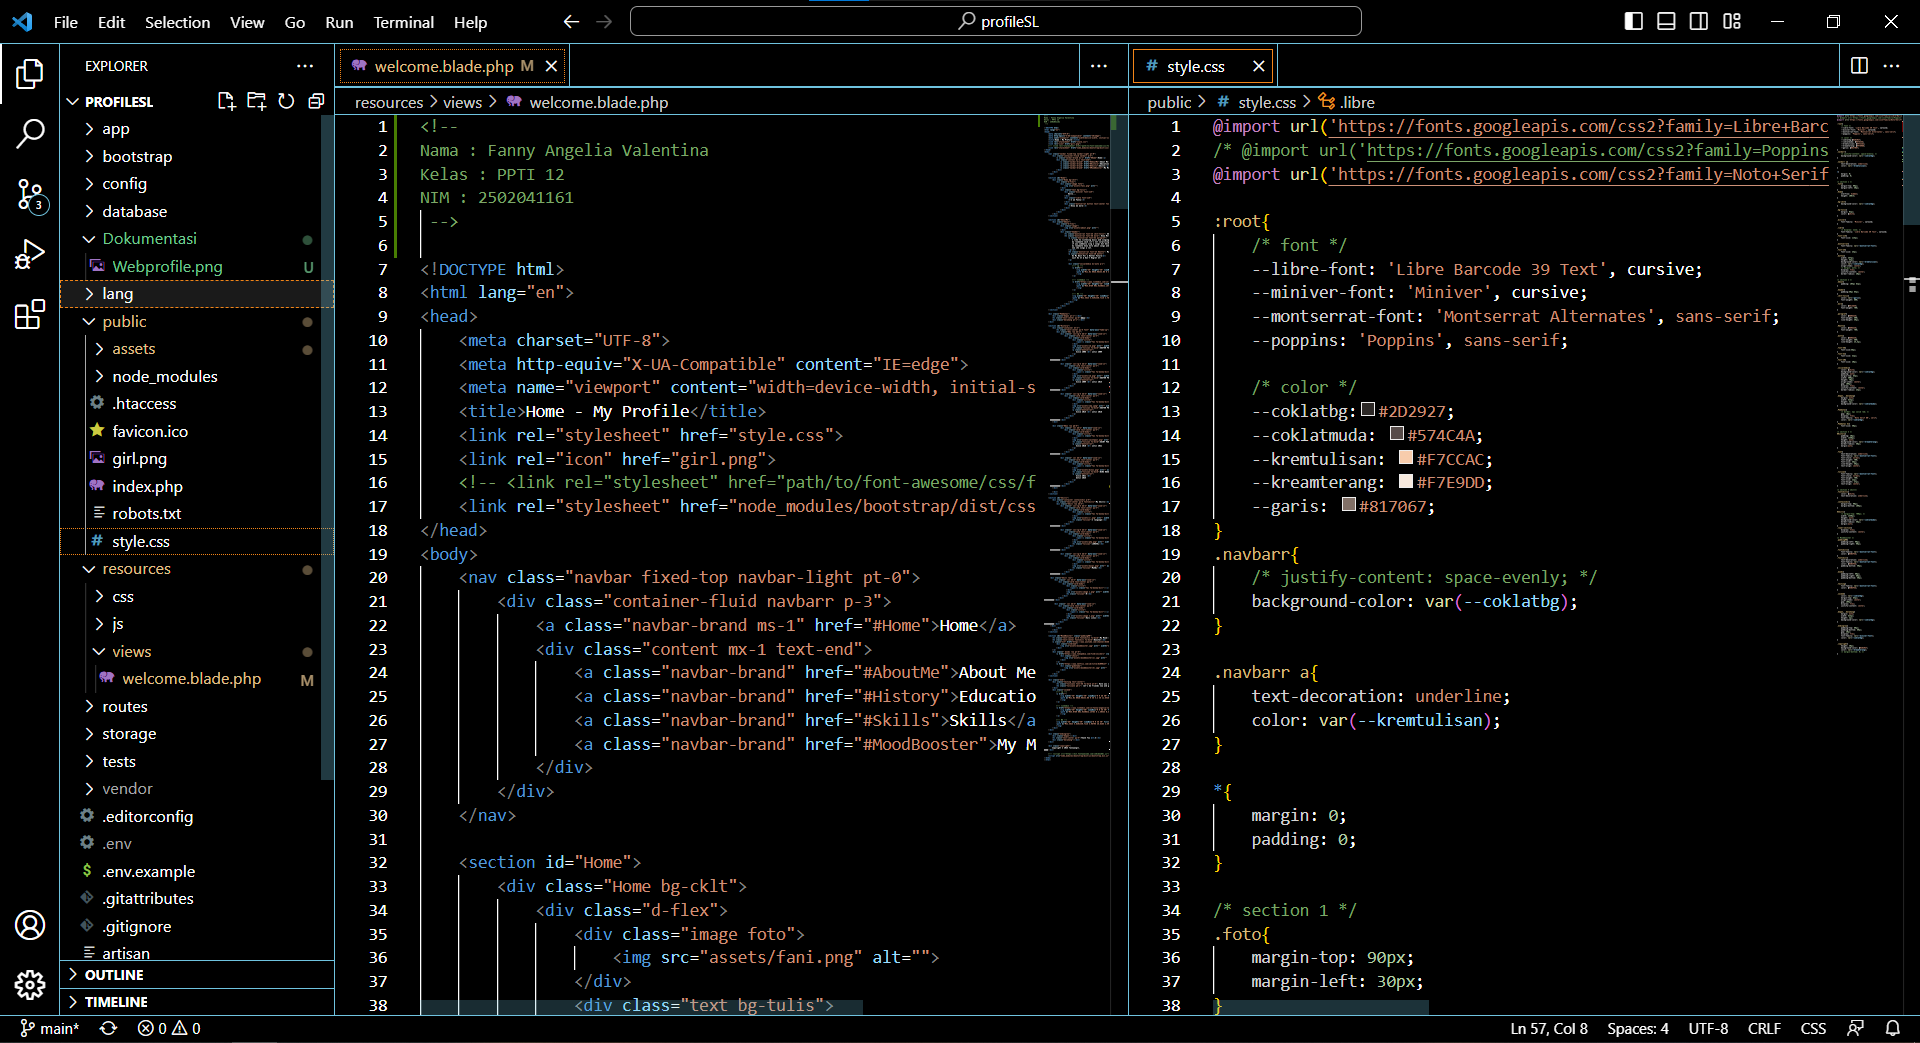 File Edit Selection View Go Run Terminal Help
profileSL
EXPLORER
PROFILESL
app
bootstrap
config
database
Dokumentasi
Webprofile.png U
lang
public
assets
node_modules
.htaccess
favicon.ico
girl.png
index.php
robots.txt
# style.css
resources
css
js
views
welcome.blade.php M
routes
storage
tests
vendor
.editorconfig
.env
$ .env.example
.gitattributes
.gitignore
artisan
OUTLINE
TIMELINE
3
welcome.blade.php M
resources > views > welcome.blade.php
1 <!--
2 Nama : Fanny Angelia Valentina
3 Kelas : PPTI 12
4 NIM : 2502041161
5 -->
6
7 <!DOCTYPE html>
8 <html lang="en">
9 <head>
10 <meta charset="UTF-8">
11 <meta http-equiv="X-UA-Compatible" content="IE=edge">
12 <meta name="viewport" content="width=device-width, initial-s
13 <title>Home - My Profile</title>
14 <link rel="stylesheet" href="style.css">
15 <link rel="icon" href="girl.png">
16 <!-- <link rel="stylesheet" href="path/to/font-awesome/css/f
17 <link rel="stylesheet" href="node_modules/bootstrap/dist/css
18 </head>
19 <body>
20 <nav class="navbar fixed-top navbar-light pt-0">
21 <div class="container-fluid navbarr p-3">
22 <a class="navbar-brand ms-1" href="#Home">Home</a>
23 <div class="content mx-1 text-end">
24 <a class="navbar-brand" href="#AboutMe">About Me
25 <a class="navbar-brand" href="#History">Educatio
26 <a class="navbar-brand" href="#Skills">Skills</a
27 <a class="navbar-brand" href="#MoodBooster">My M
28 </div>
29 </div>
30 </nav>
31
32 <section id="Home">
33 <div class="Home bg-cklt">
34 <div class="d-flex">
35 <div class="image foto">
36 <img src="assets/fani.png" alt="">
37 </div>
38 <div class="text bg-tulis">
# style.css
public > # style.css > .libre
1 @import url('https://fonts.googleapis.com/css2?family=Libre+Barc
2 /* @import url('https://fonts.googleapis.com/css2?family=Poppins
3 @import url('https://fonts.googleapis.com/css2?family=Noto+Serif
4
5 :root{
6 /* font */
7 --libre-font: 'Libre Barcode 39 Text', cursive;
8 --miniver-font: 'Miniver', cursive;
9 --montserrat-font: 'Montserrat Alternates', sans-serif;
10 --poppins: 'Poppins', sans-serif;
11
12 /* color */
13 --coklatbg: #2D2927;
14 --coklatmuda: #574C4A;
15 --kremtulisan: #F7CCAC;
16 --kreamterang: #F7E9DD;
17 --garis: #817067;
18 }
19 .navbarr{
20 /* justify-content: space-evenly; */
21 background-color: var(--coklatbg);
22 }
23
24 .navbarr a{
25 text-decoration: underline;
26 color: var(--kremtulisan);
27 }
28
29 *{
30 margin: 0;
31 padding: 0;
32 }
33
34 /* section 1 */
35 .foto{
36 margin-top: 90px;
37 margin-left: 30px;
38 }
main* 0 0
Ln 57, Col 8 Spaces: 4 UTF-8 CRLF CSS